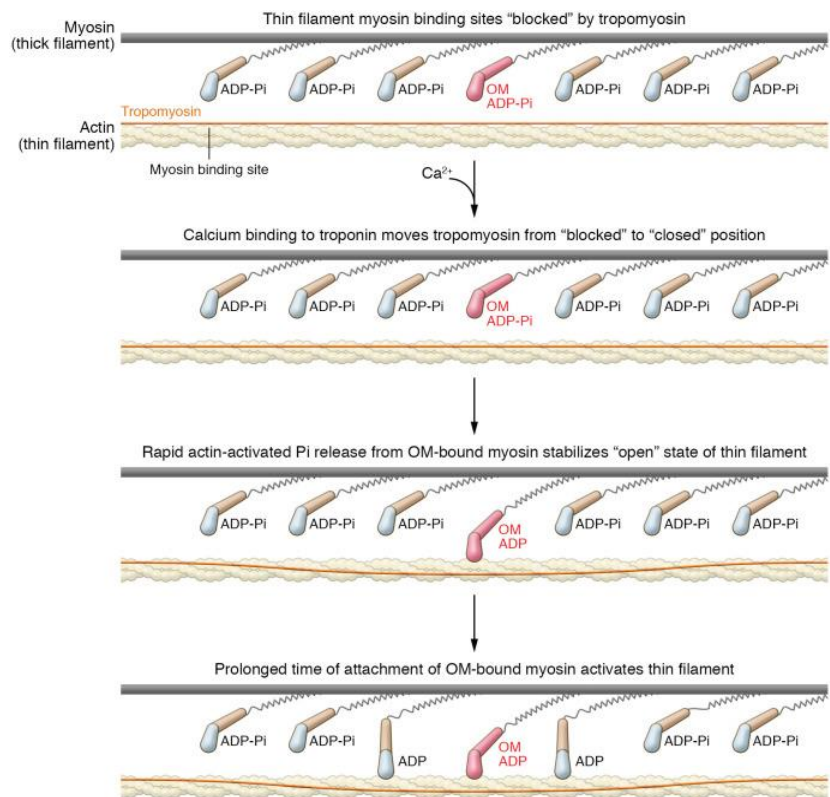 Thin filament myosin binding sites “blocked” by tropomyosin
Myosin
(thick filament)
ADP-Pi
ADP-Pi
ADP-Pi
OM
ADP-Pi
ADP-Pi
ADP-Pi
ADP-Pi
Tropomyosin
Actin
(thin filament)
Myosin binding site
Ca²⁺
Calcium binding to troponin moves tropomyosin from “blocked” to “closed” position
ADP-Pi
ADP-Pi
ADP-Pi
OM
ADP-Pi
ADP-Pi
ADP-Pi
ADP-Pi
Rapid actin-activated Pi release from OM-bound myosin stabilizes “open” state of thin filament
ADP-Pi
ADP-Pi
ADP-Pi
OM
ADP
ADP-Pi
ADP-Pi
ADP-Pi
Prolonged time of attachment of OM-bound myosin activates thin filament
ADP-Pi
ADP-Pi
ADP
OM
ADP
ADP
ADP-Pi
ADP-Pi